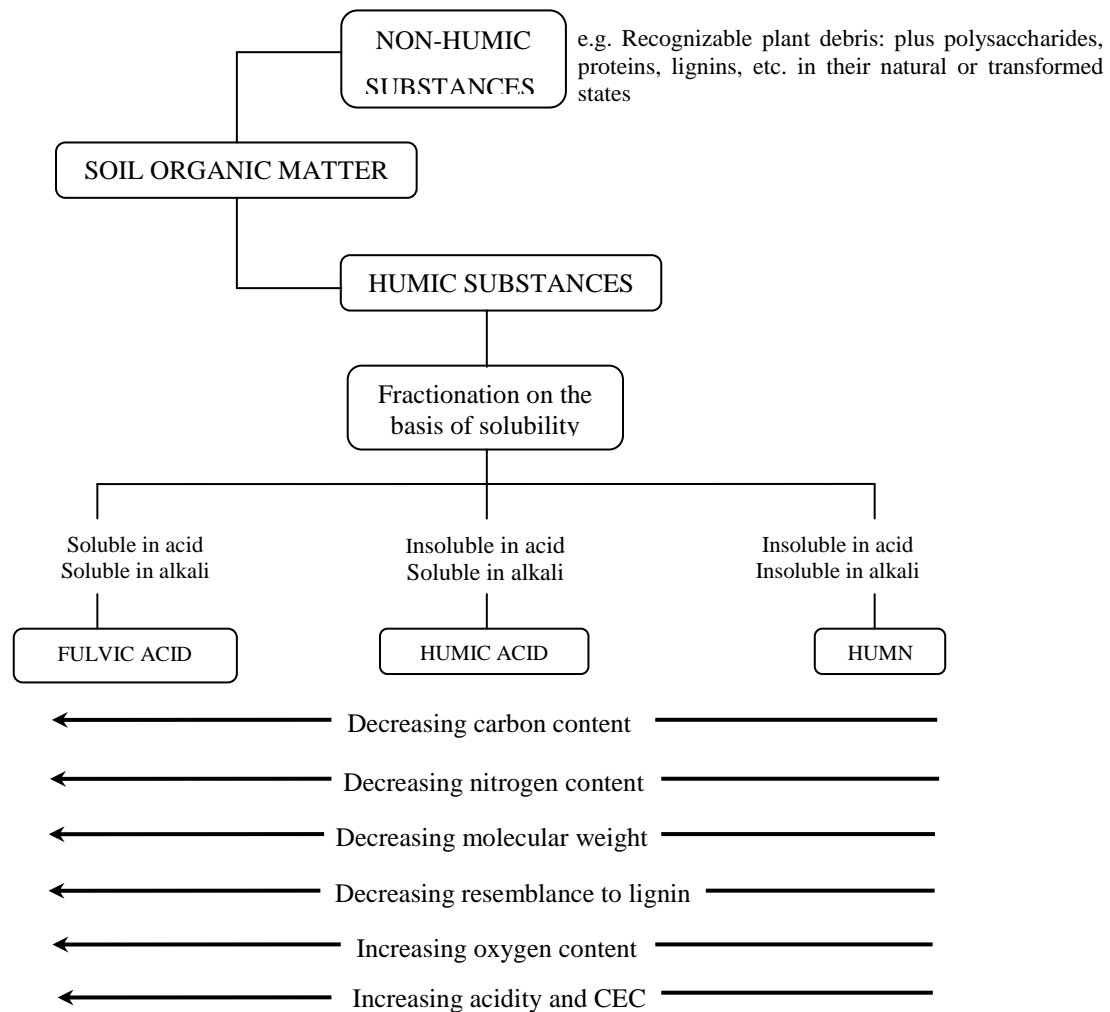 NON-HUMIC
SUBSTANCES
e.g. Recognizable plant debris: plus polysaccharides,
proteins, lignins, etc. in their natural or transformed
states
SOIL ORGANIC MATTER
HUMIC SUBSTANCES
Fractionation on the
basis of solubility
Soluble in acid
Soluble in alkali
Insoluble in acid
Soluble in alkali
Insoluble in acid
Insoluble in alkali
FULVIC ACID
HUMIC ACID
HUMN
Decreasing carbon content
Decreasing nitrogen content
Decreasing molecular weight
Decreasing resemblance to lignin
Increasing oxygen content
Increasing acidity and CEC